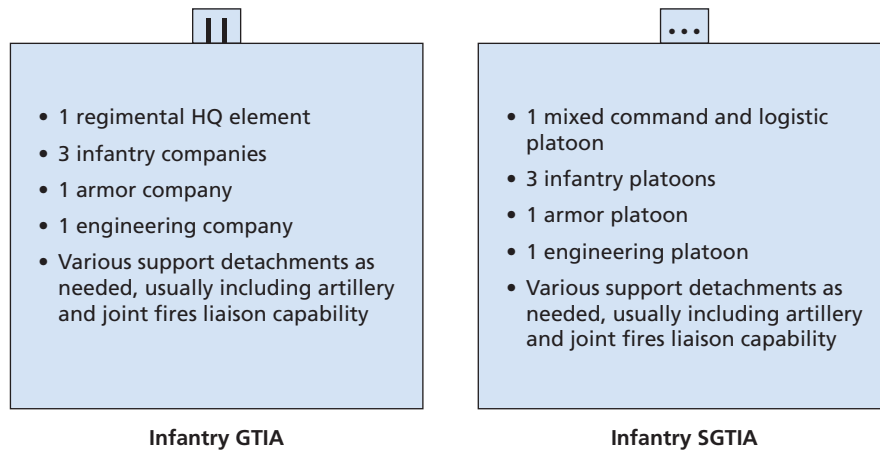 • 1 regimental HQ element
• 3 infantry companies
• 1 armor company
• 1 engineering company
• Various support detachments as
needed, usually including artillery
and joint fires liaison capability
Infantry GTIA
• 1 mixed command and logistic
platoon
• 3 infantry platoons
• 1 armor platoon
• 1 engineering platoon
• Various support detachments as
needed, usually including artillery
and joint fires liaison capability
Infantry SGTIA